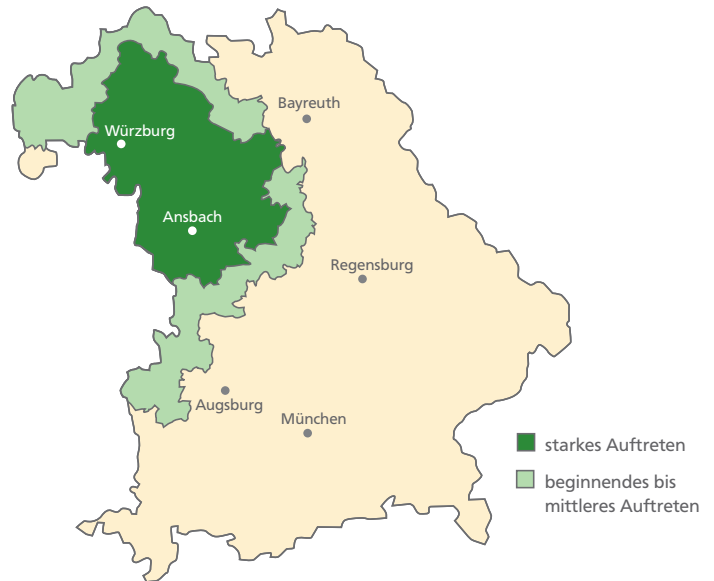 Bayreuth
Würzburg
Ansbach
Regensburg
Augsburg
München
starkes Auftreten
beginnendes bis
mittleres Auftreten